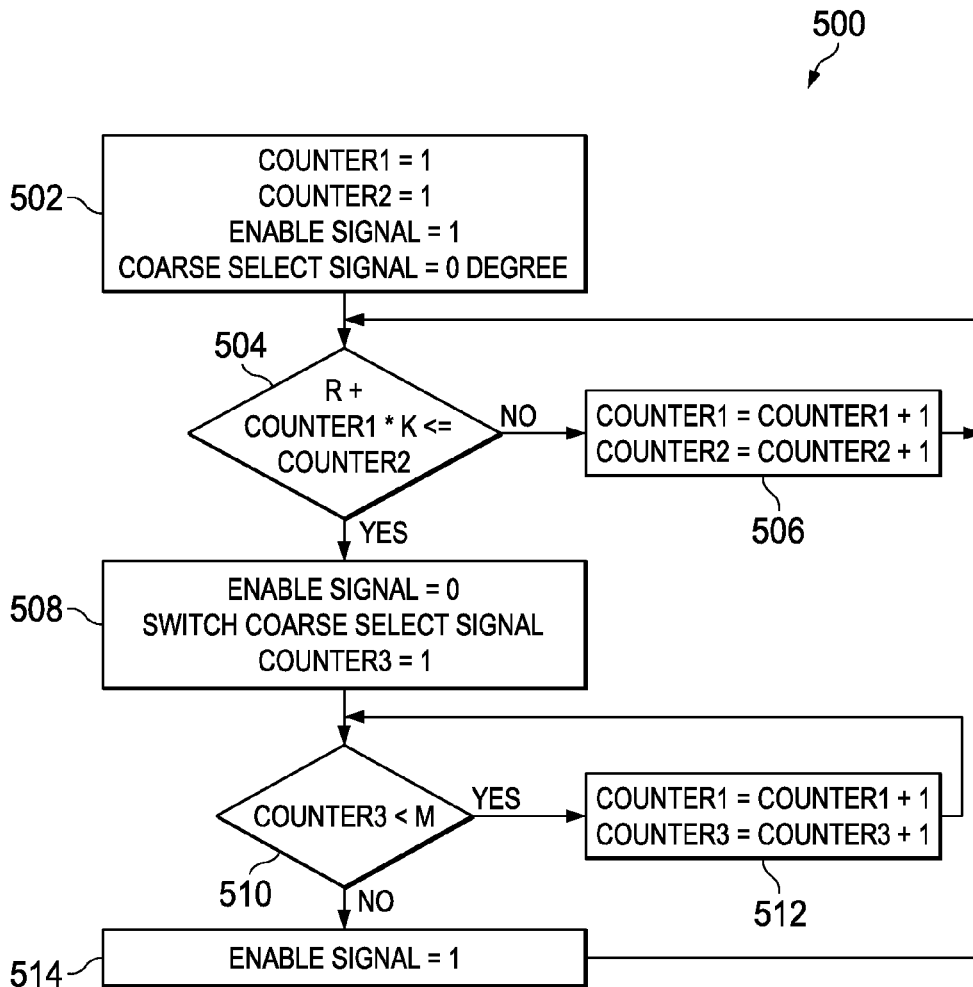 500
502
COUNTER1 = 1
COUNTER2 = 1
ENABLE SIGNAL = 1
COARSE SELECT SIGNAL = 0 DEGREE
504
R +
COUNTER1 * K <=
COUNTER2
NO
COUNTER1 = COUNTER1 + 1
COUNTER2 = COUNTER2 + 1
506
YES
508
ENABLE SIGNAL = 0
SWITCH COARSE SELECT SIGNAL
COUNTER3 = 1
COUNTER3 < M
YES
COUNTER1 = COUNTER1 + 1
COUNTER3 = COUNTER3 + 1
510
512
NO
514
ENABLE SIGNAL = 1